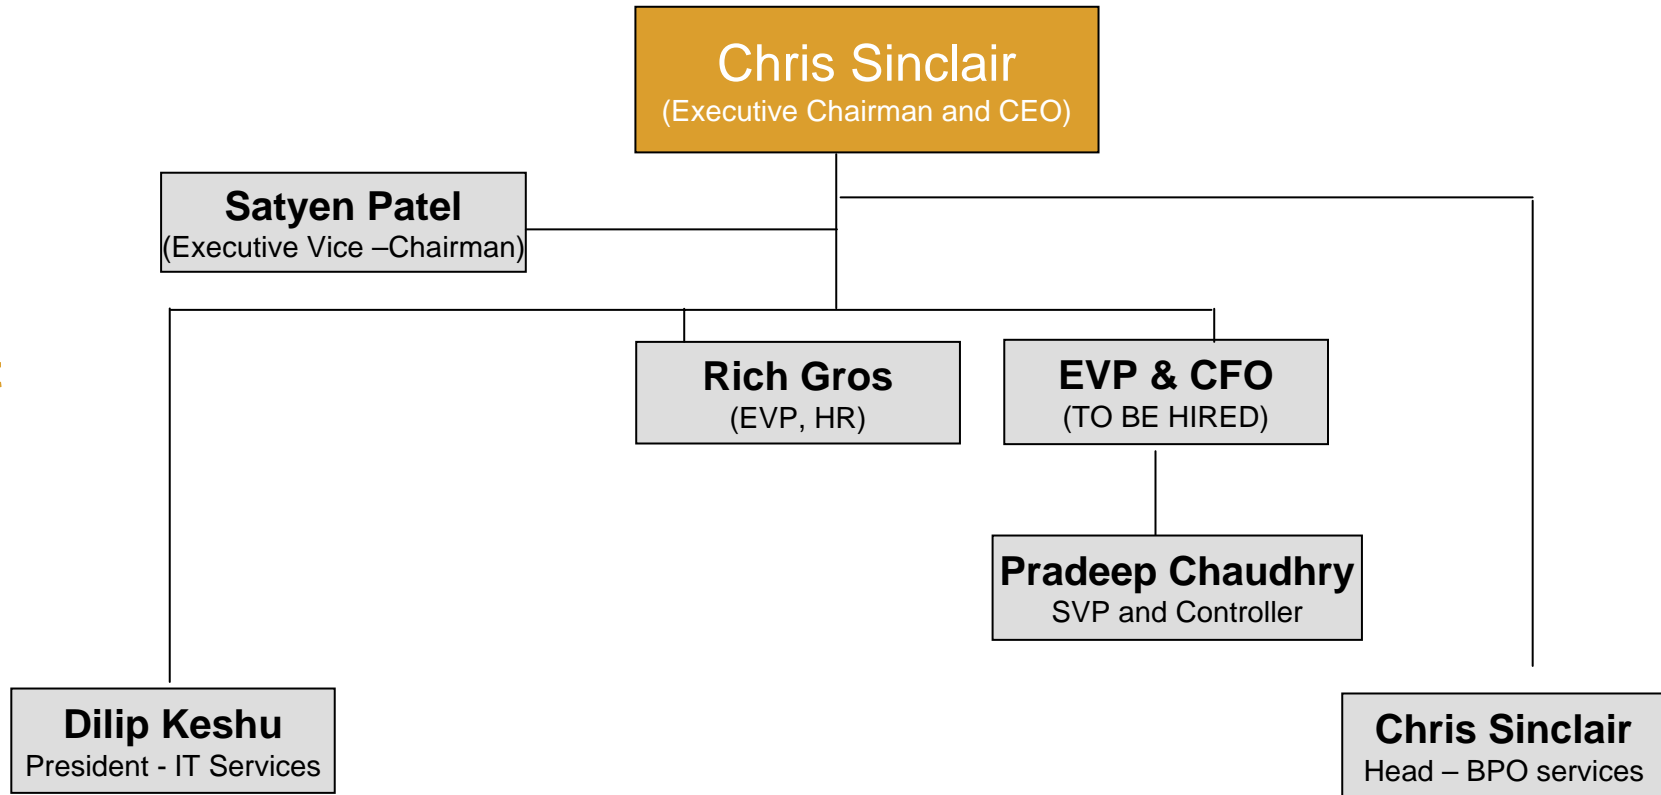 Chris Sinclair
(Executive Chairman and CEO)
Satyen Patel
(Executive Vice –Chairman)
Rich Gros
(EVP, HR)
EVP & CFO
(TO BE HIRED)
Pradeep Chaudhry
SVP and Controller
Dilip Keshu
President - IT Services
Chris Sinclair
Head – BPO services